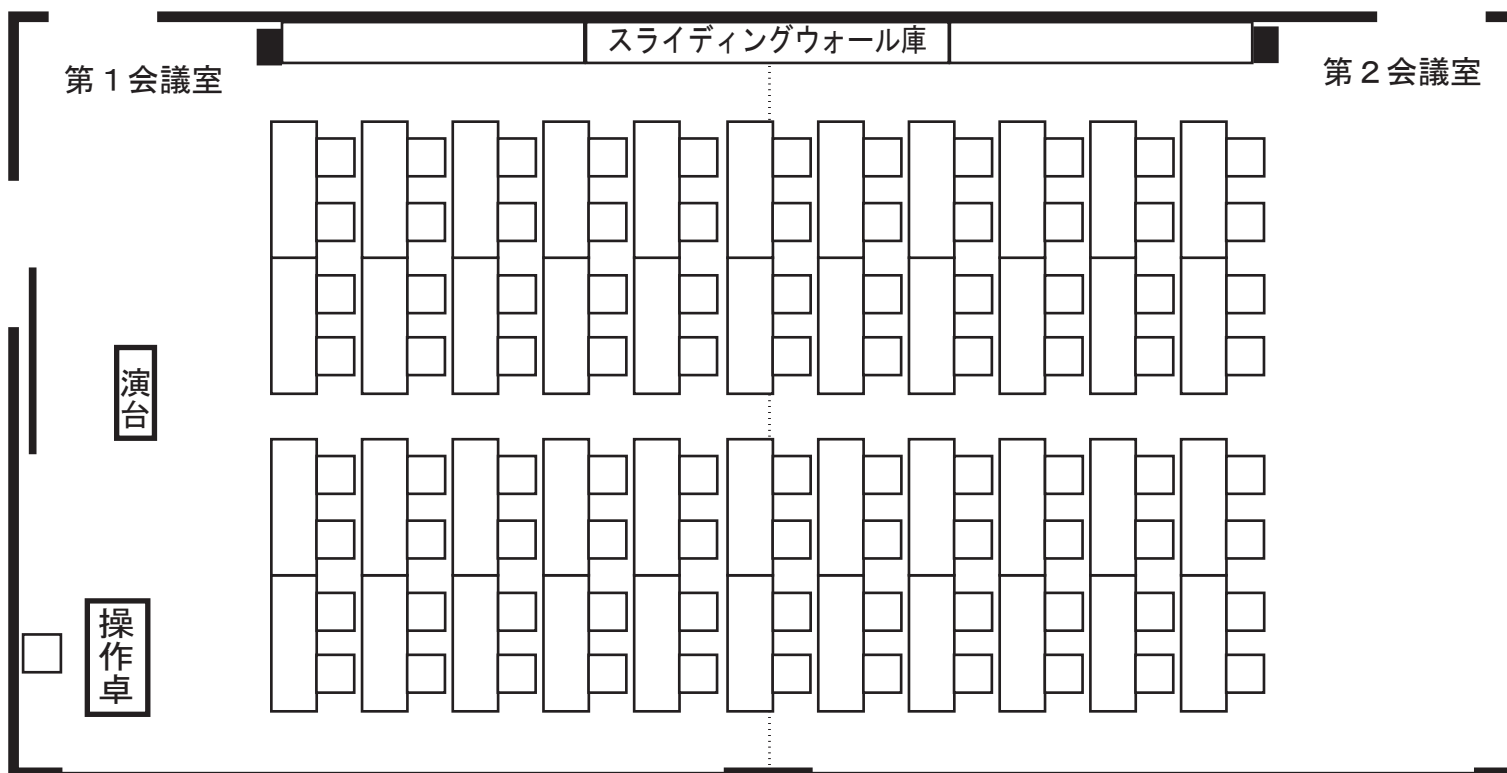 スライディングウォール庫
第１会議室
第２会議室
演台
操作卓